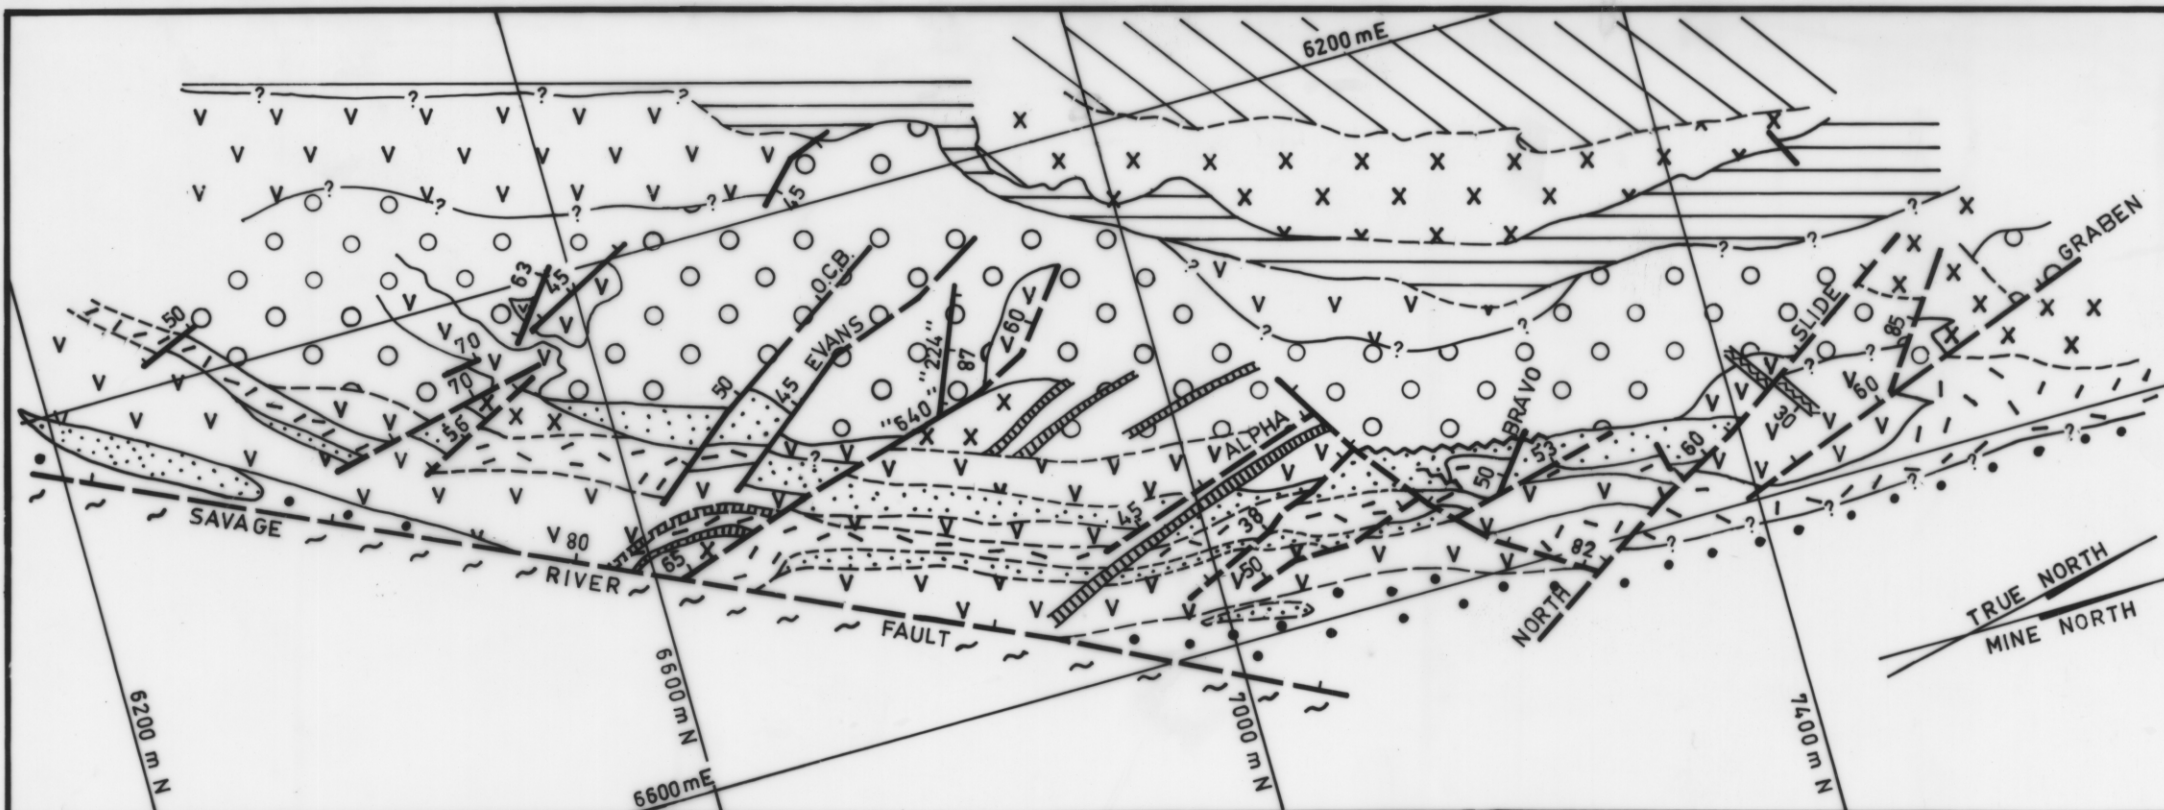 6200 mE
GRABEN
63
45
45
O.C.B.
SLIDE
50
EVANS
<60
"224"
87
85
70
70
50
45
"640"
BRAVO
60
30
56
ALPHA
53
50
60
45
38
SAVAGE
80
RIVER
65
50
82
FAULT
NORTH
TRUE NORTH
MINE NORTH
6200 m N
6600 m N
7000 m N
7400 m N
6600 mE